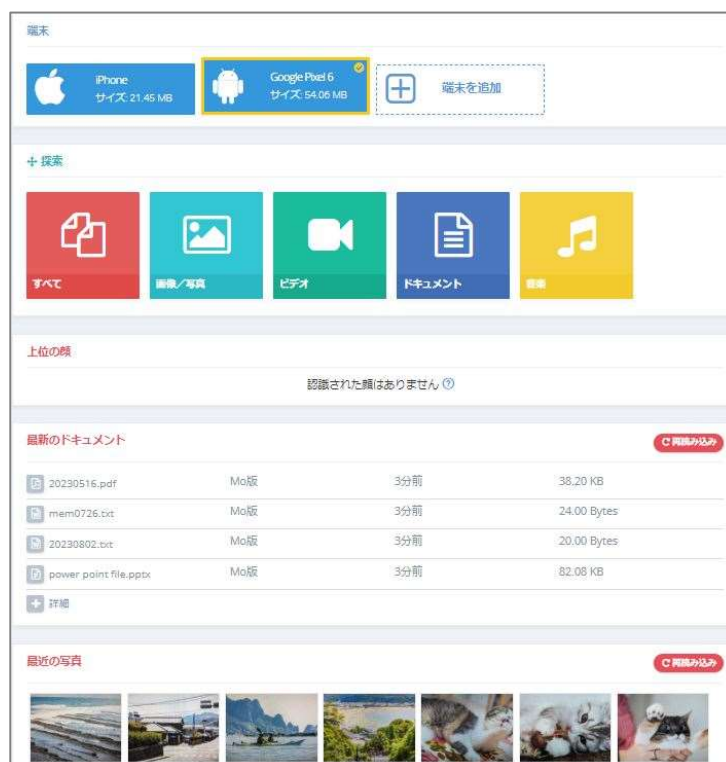 端末
iPhone
サイズ: 21.45 MB
Google Pixel 6
サイズ: 54.06 MB
端末を追加
探索
すべて
画像／写真
ビデオ
ドキュメント
音楽
上位の顔
認識された顔はありません
最新のドキュメント
再読み込み
20230516.pdf Mo版 3分前 38.20 KB
mem0726.txt Mo版 3分前 24.00 Bytes
20230802.txt Mo版 3分前 20.00 Bytes
power point file.pptx Mo版 3分前 82.08 KB
詳細
最近の写真
再読み込み